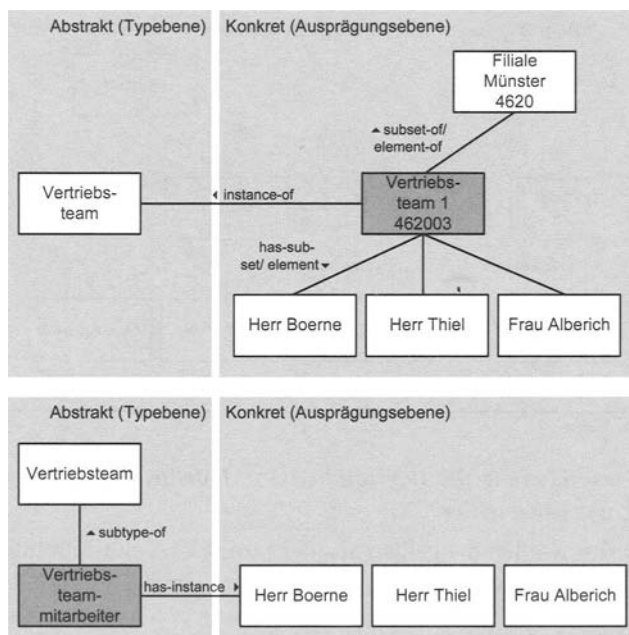 Abstrakt (Typebene)
Konkret (Ausprägungsebene)
Filiale
Münster
4620
subset-of/
element-of
Vertriebs-
team
instance-of
Vertriebs-
team 1
462003
has-sub-
set/ element
Herr Boerne
Herr Thiel
Frau Alberich
Abstrakt (Typebene)
Konkret (Ausprägungsebene)
Vertriebsteam
subtype-of
Vertriebs-
team-
mitarbeiter
has-instance
Herr Boerne
Herr Thiel
Frau Alberich